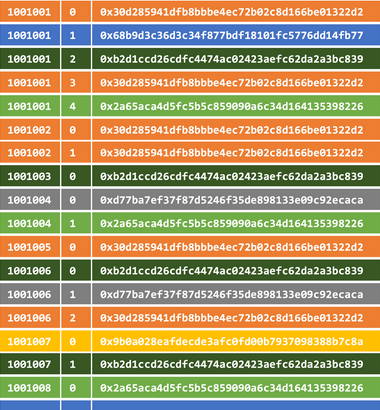 1001001 0 0x30d285941dfb8bbbe4ec72b02c8d166be01322d2
1001001 1 0x68b9d3c36d3c34f877bdf18101fc5776dd14fb77
1001001 2 0xb2d1ccd26cdfc4474ac02423aefc62da2a3bc839
1001001 3 0x30d285941dfb8bbbe4ec72b02c8d166be01322d2
1001001 4 0x2a65aca4d5fc5b5c859090a6c34d164135398226
1001002 0 0x30d285941dfb8bbbe4ec72b02c8d166be01322d2
1001002 1 0x30d285941dfb8bbbe4ec72b02c8d166be01322d2
1001003 0 0xb2d1ccd26cdfc4474ac02423aefc62da2a3bc839
1001004 0 0xd77ba7ef37f87d5246f35de898133e09c92ecaca
1001004 1 0x2a65aca4d5fc5b5c859090a6c34d164135398226
1001005 0 0x30d285941dfb8bbbe4ec72b02c8d166be01322d2
1001006 0 0xb2d1ccd26cdfc4474ac02423aefc62da2a3bc839
1001006 1 0xd77ba7ef37f87d5246f35de898133e09c92ecaca
1001006 2 0x30d285941dfb8bbbe4ec72b02c8d166be01322d2
1001007 0 0x9b0a028eafdecde3afc0fd00b7937098388b7c8a
1001007 1 0xb2d1ccd26cdfc4474ac02423aefc62da2a3bc839
1001008 0 0x2a65aca4d5fc5b5c859090a6c34d164135398226